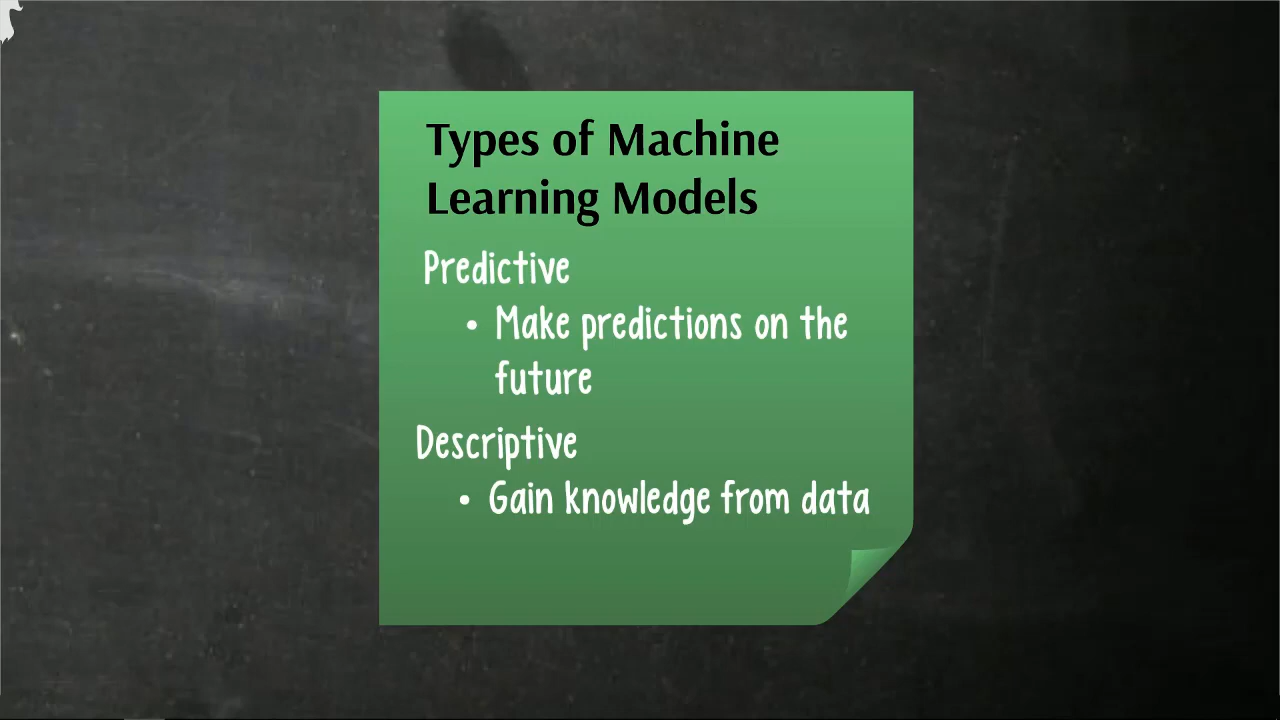 Types of Machine
Learning Models
Predictive
• Make predictions on the
future
Descriptive
• Gain knowledge from data